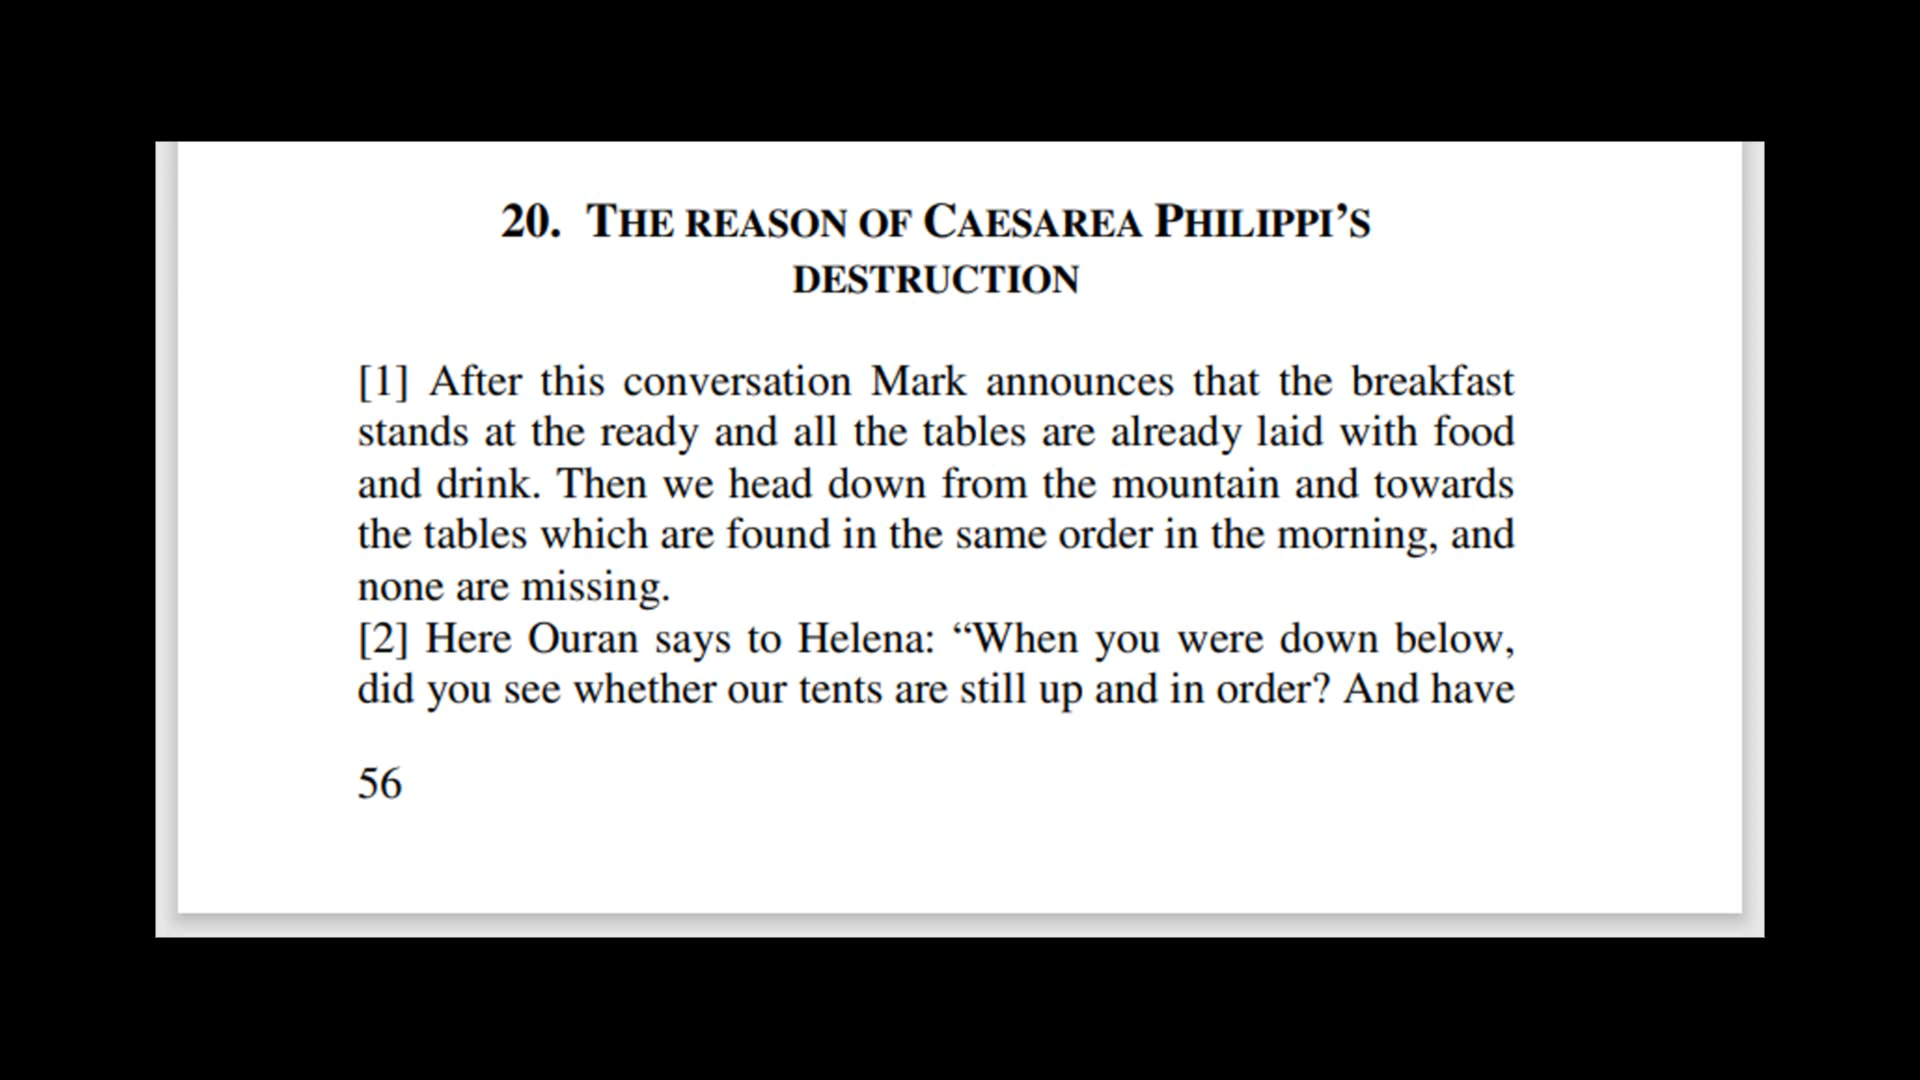 20. THE REASON OF CAESAREA PHILIPPI’S
DESTRUCTION
[1] After this conversation Mark announces that the breakfast
stands at the ready and all the tables are already laid with food
and drink. Then we head down from the mountain and towards
the tables which are found in the same order in the morning, and
none are missing.
[2] Here Ouran says to Helena: “When you were down below,
did you see whether our tents are still up and in order? And have
56